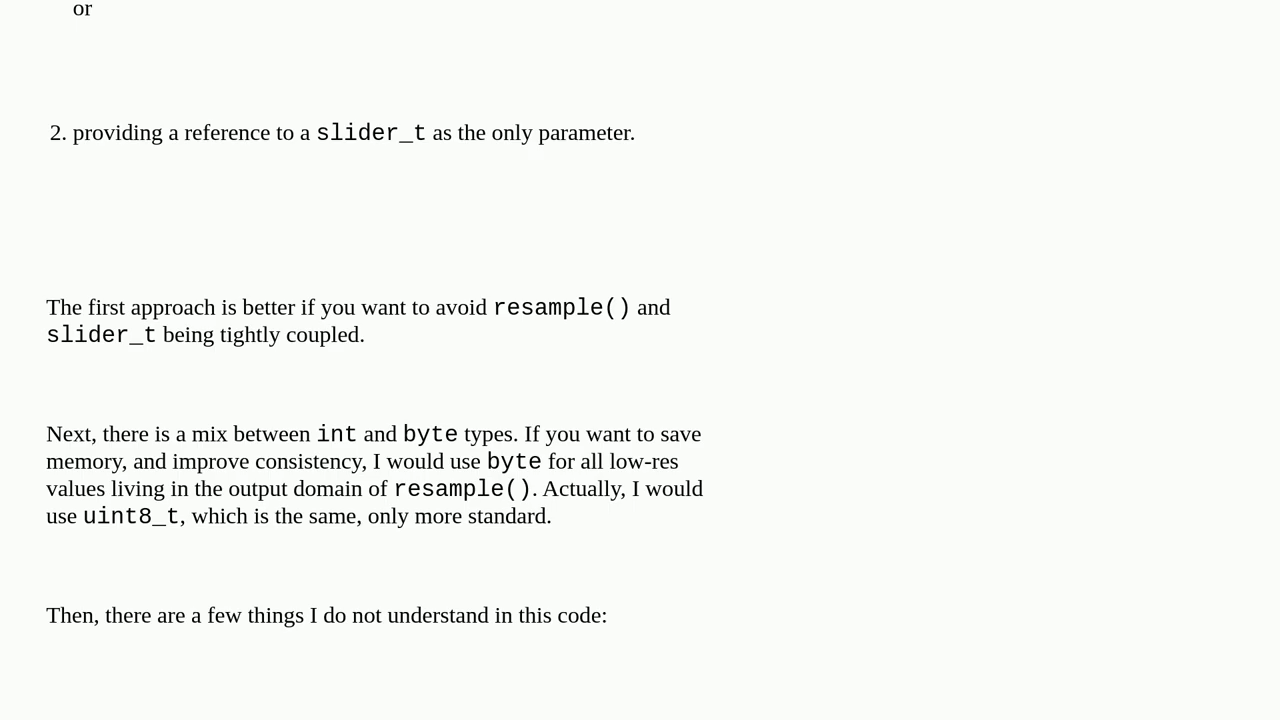 or
2. providing a reference to a slider_t as the only parameter.
The first approach is better if you want to avoid resample() and
slider_t being tightly coupled.
Next, there is a mix between int and byte types. If you want to save
memory, and improve consistency, I would use byte for all low-res
values living in the output domain of resample(). Actually, I would
use uint8_t, which is the same, only more standard.
Then, there are a few things I do not understand in this code: